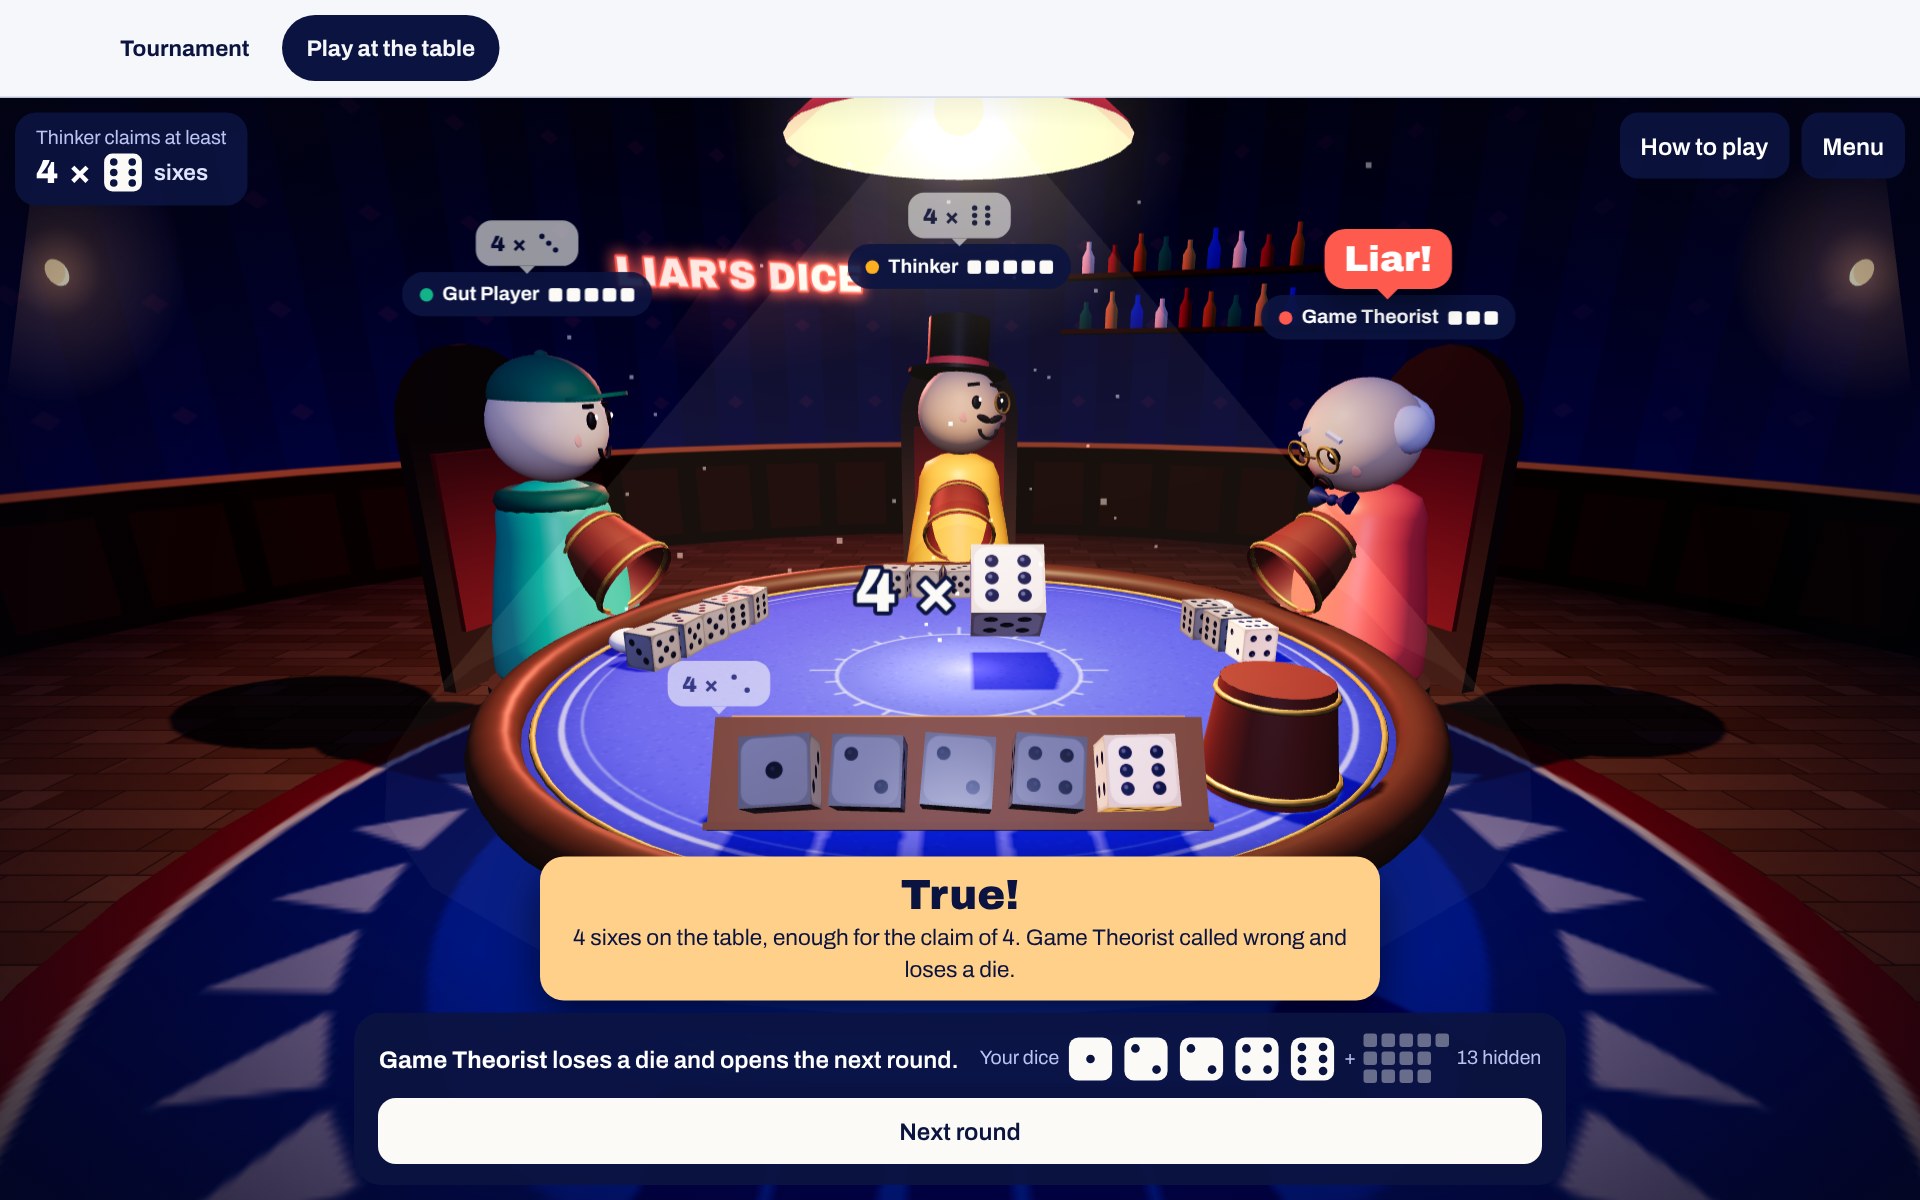 Tournament
Play at the table
Thinker claims at least
4 × sixes
How to play
Menu
4 ×
Thinker
4 ×
Gut Player
LIAR'S DICE
Liar!
Game Theorist
4 ×
4 ×
True!
4 sixes on the table, enough for the claim of 4. Game Theorist called wrong and
loses a die.
Game Theorist loses a die and opens the next round.
Your dice
+
13 hidden
Next round